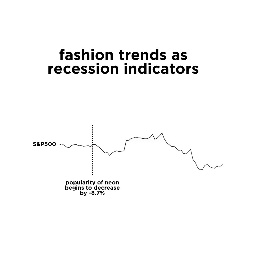 fashion trends as
recession indicators
S&P500
popularity of neon
begins to decrease
by -8.7%